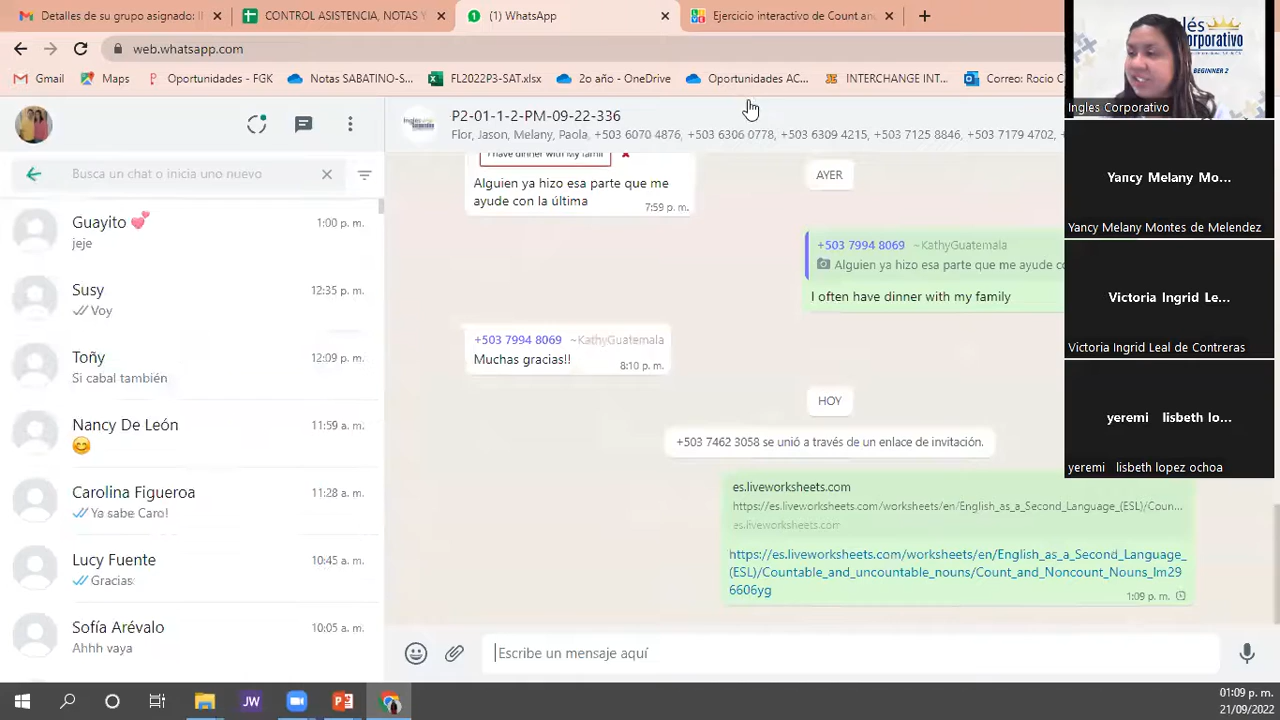 Detalles de su grupo asignado: I
CONTROL ASISTENCIA, NOTAS Y
(1) WhatsApp
Ejercicio interactivo de Count an
web.whatsapp.com
Gmail
Maps
Oportunidades - FGK
Notas SABATINO-S...
FL2022P3-SAT.xlsx
2o año - OneDrive
Oportunidades AC...
INTERCHANGE INT...
Correo: Rocio C
P2-01-1-2-PM-09-22-336
Flor, Jason, Melany, Paola, +503 6070 4876, +503 6306 0778, +503 6309 4215, +503 7125 8846, +503 7179 4702,
Busca un chat o inicia uno nuevo
Guayito
1:00 p. m.
jeje
Susy
12:35 p. m.
Voy
Toñy
12:09 p. m.
Si cabal también
Nancy De León
11:59 a. m.
Carolina Figueroa
11:28 a. m.
Ya sabe Caro!
Lucy Fuente
10:45 a. m.
Gracias
Sofía Arévalo
10:05 a. m.
Ahhh vaya
I have dinner with My famil
Alguien ya hizo esa parte que me
ayude con la última
7:59 p. m.
AYER
+503 7994 8069 ~KathyGuatemala
Alguien ya hizo esa parte que me ayude co
I often have dinner with my family
+503 7994 8069 ~KathyGuatemala
Muchas gracias!!
8:10 p. m.
HOY
+503 7462 3058 se unió a través de un enlace de invitación.
es.liveworksheets.com
https://es.liveworksheets.com/worksheets/en/English_as_a_Second_Language_(ESL)/Coun...
es.liveworksheets.com
https://es.liveworksheets.com/worksheets/en/English_as_a_Second_Language_
(ESL)/Countable_and_uncountable_nouns/Count_and_Noncount_Nouns_lm29
6606yg
1:09 p. m.
Escribe un mensaje aquí
BEGINNER 2
Ingles Corporativo
Yancy Melany Mo...
Yancy Melany Montes de Melendez
Victoria Ingrid Le...
Victoria Ingrid Leal de Contreras
yeremi lisbeth lo...
yeremi lisbeth lopez ochoa
JW
01:09 p. m.
21/09/2022